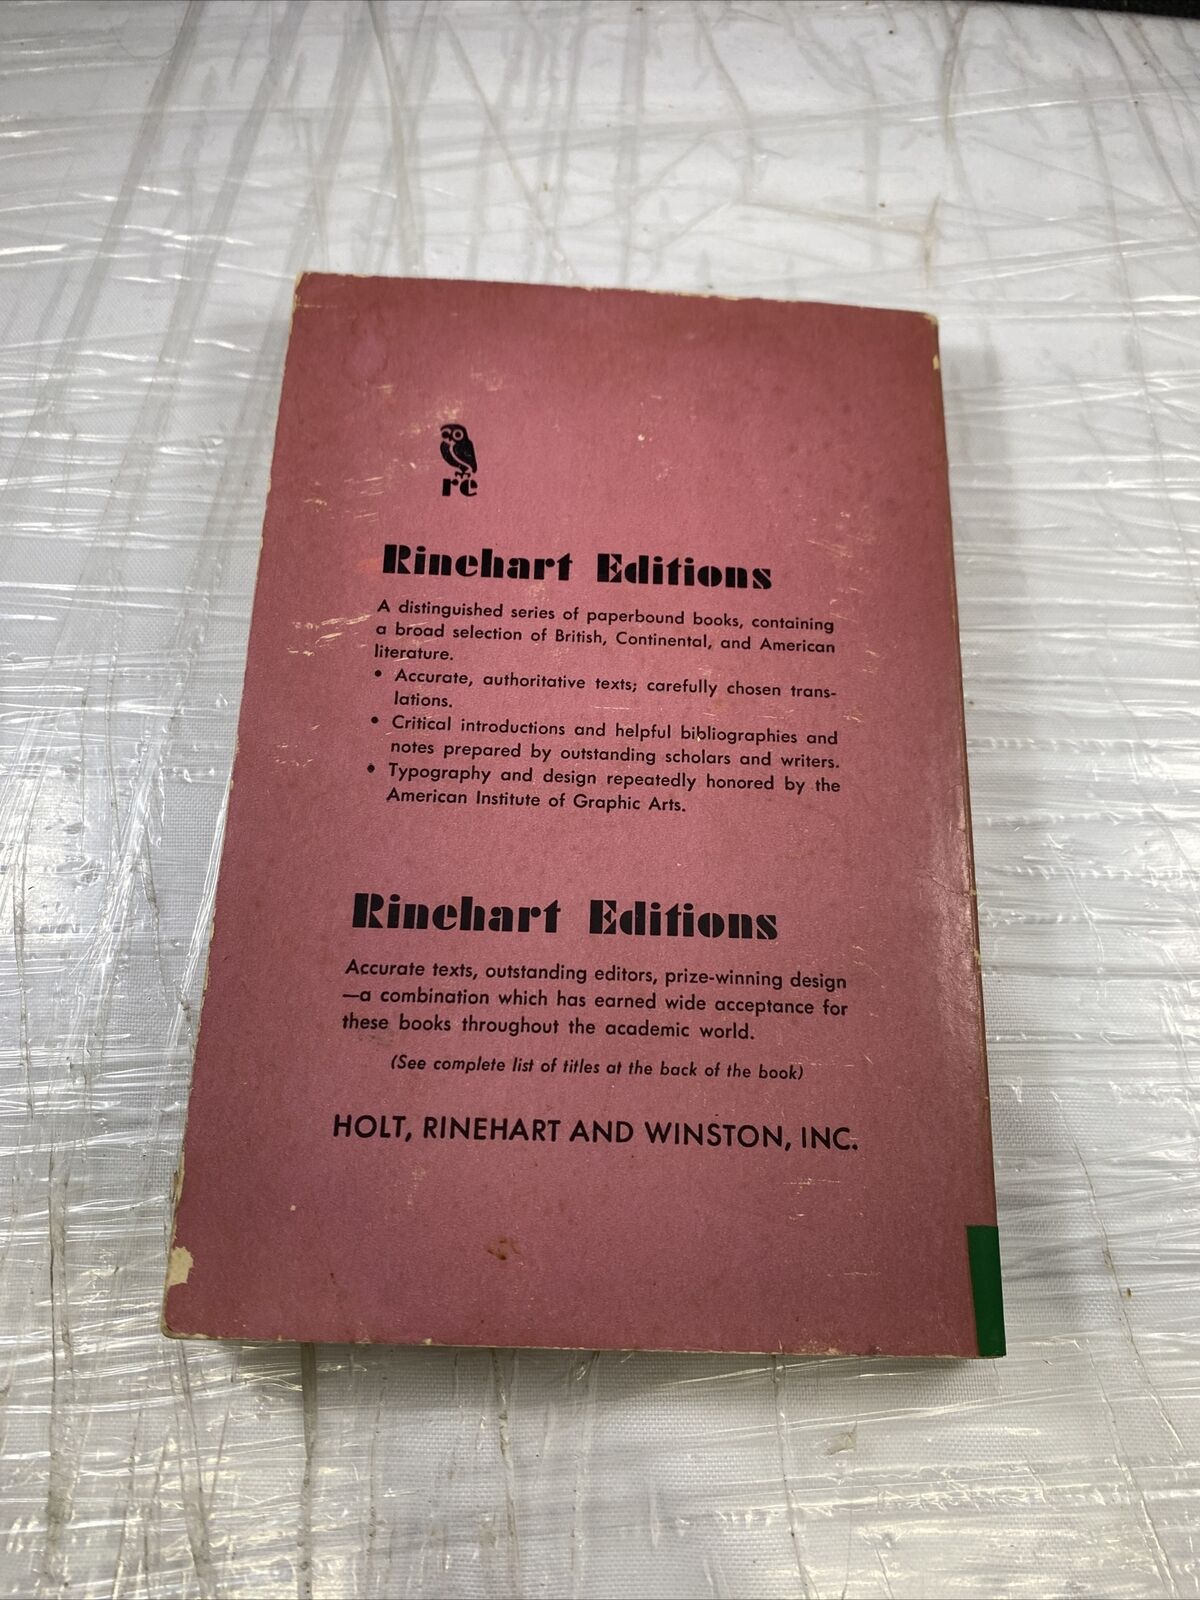 re
Rinehart Editions
A distinguished series of paperbound books, containing
a broad selection of British, Continental, and American
literature.
• Accurate, authoritative texts; carefully chosen trans-
lations.
• Critical introductions and helpful bibliographies and
notes prepared by outstanding scholars and writers.
• Typography and design repeatedly honored by the
American Institute of Graphic Arts.
Rinehart Editions
Accurate texts, outstanding editors, prize-winning design
—a combination which has earned wide acceptance for
these books throughout the academic world.
(See complete list of titles at the back of the book)
HOLT, RINEHART AND WINSTON, INC.